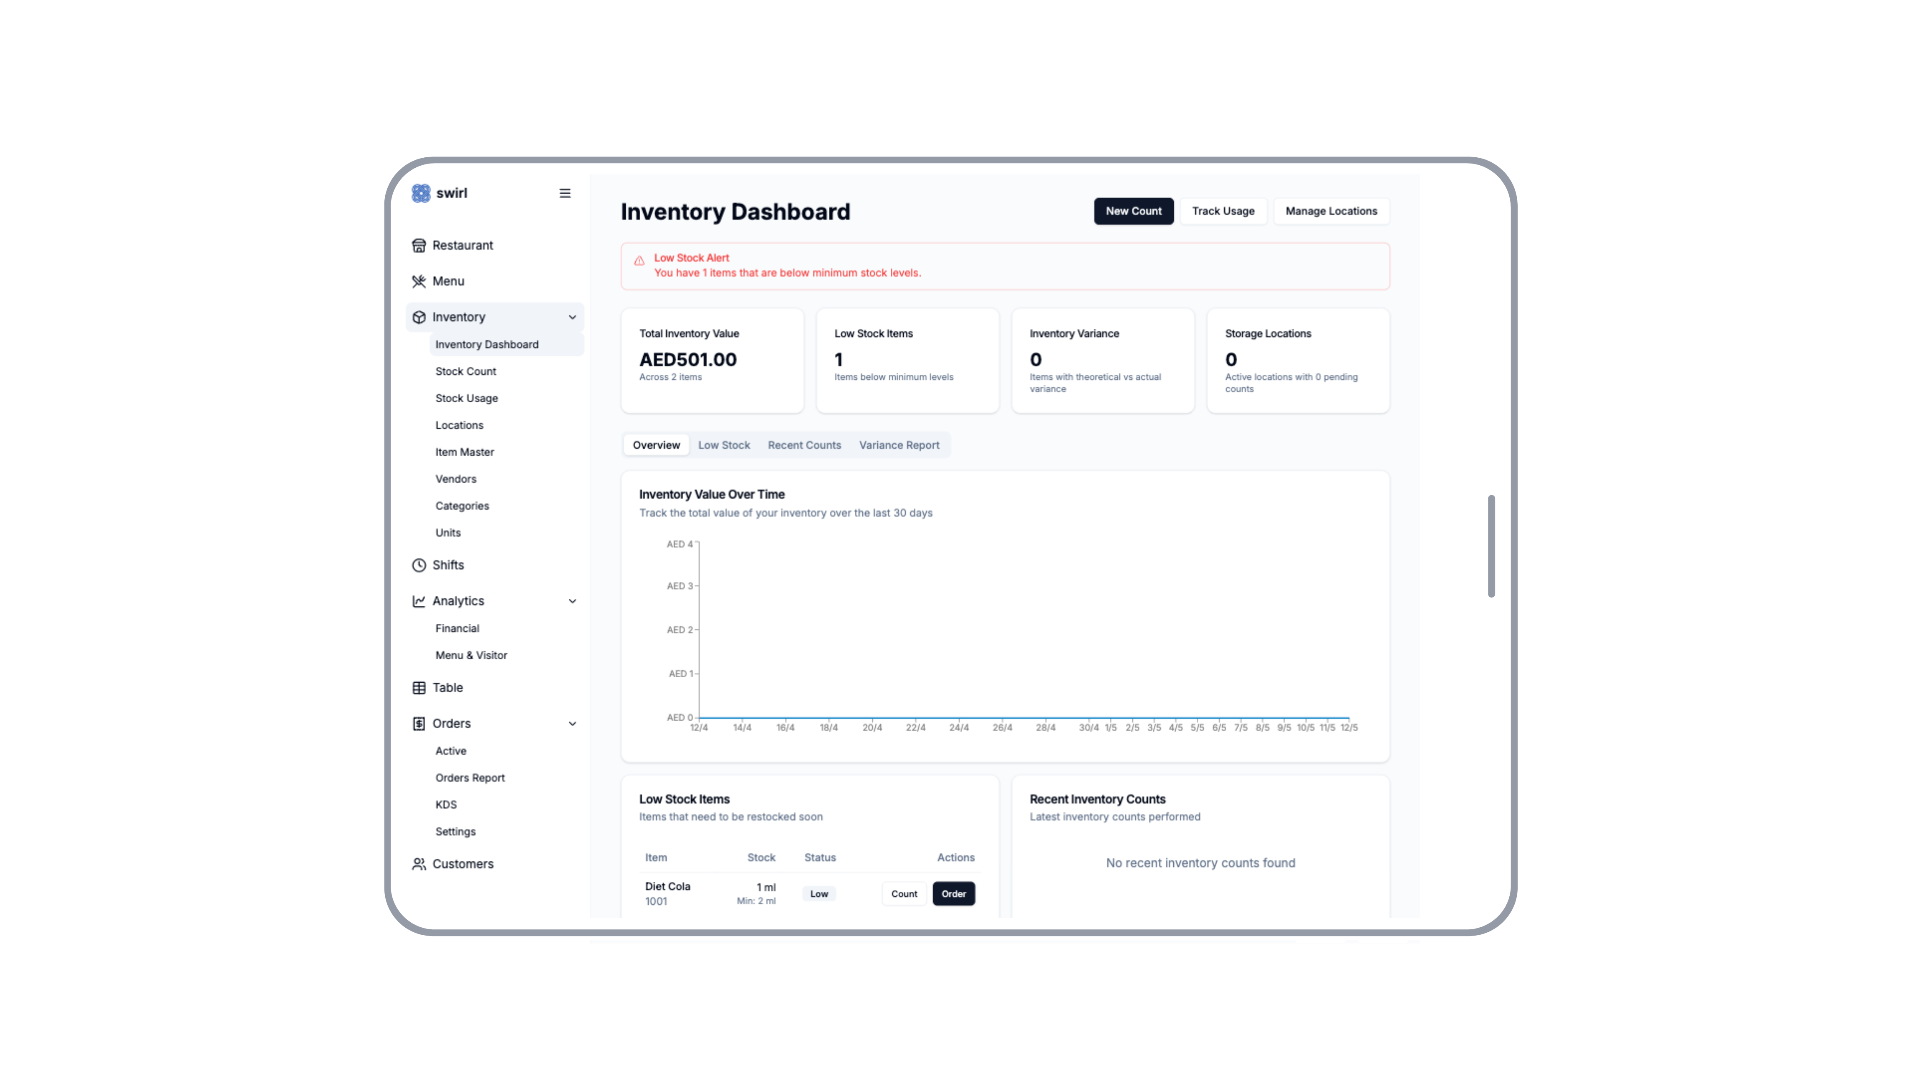 swirl
Restaurant
Menu
Inventory
Inventory Dashboard
Stock Count
Stock Usage
Locations
Item Master
Vendors
Categories
Units
Shifts
Analytics
Financial
Menu & Visitor
Table
Orders
Active
Orders Report
KDS
Settings
Customers
Inventory Dashboard
New Count
Track Usage
Manage Locations
Low Stock Alert
You have 1 items that are below minimum stock levels.
Total Inventory Value
AED501.00
Across 2 items
Low Stock Items
1
Items below minimum levels
Inventory Variance
0
Items with theoretical vs actual
variance
Storage Locations
0
Active locations with 0 pending
counts
Overview
Low Stock
Recent Counts
Variance Report
Inventory Value Over Time
Track the total value of your inventory over the last 30 days
AED 4
AED 3
AED 2
AED 1
AED 0
12/4 14/4 16/4 18/4 20/4 22/4 24/4 26/4 28/4 30/4 1/5 2/5 3/5 4/5 5/5 6/5 7/5 8/5 9/5 10/5 11/5 12/5
Low Stock Items
Items that need to be restocked soon
Item Stock Status Actions
Diet Cola 1 ml Low Count Order
1001 Min: 2 ml
Recent Inventory Counts
Latest inventory counts performed
No recent inventory counts found